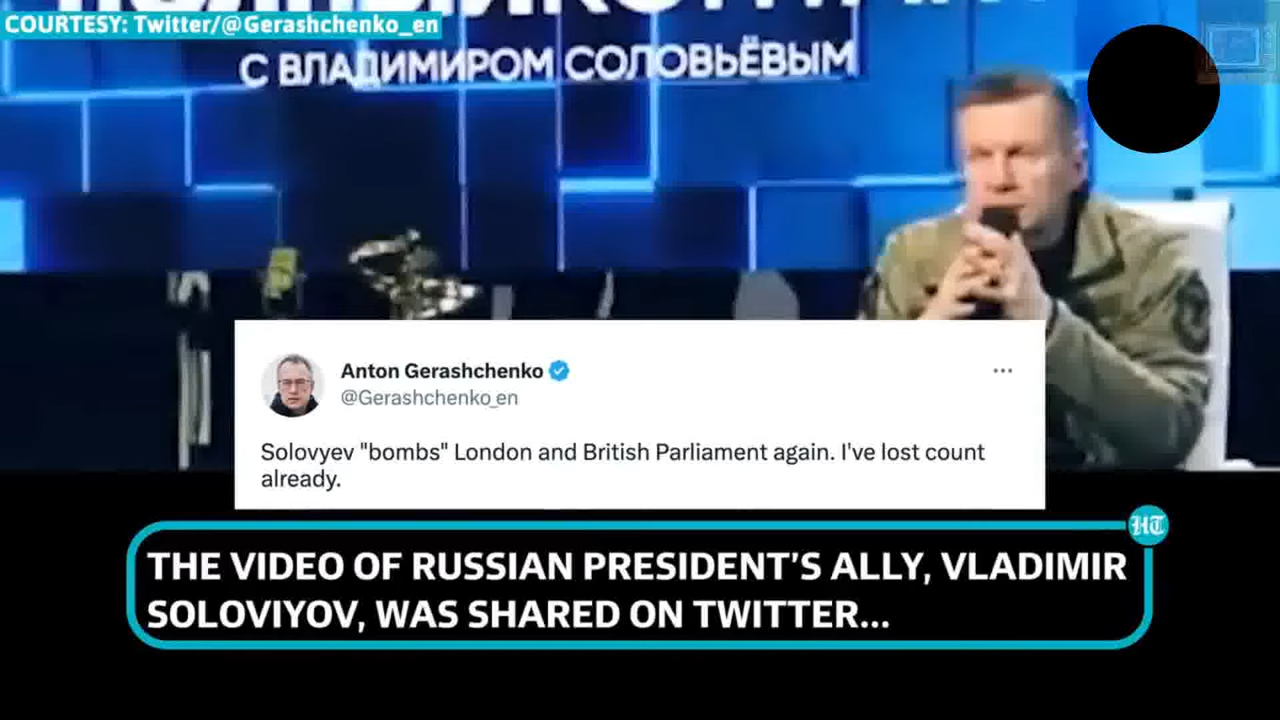 COURTESY: Twitter/@Gerashchenko_en
С ВЛАДИМИРОМ СОЛОВЬЁВЫМ
Anton Gerashchenko
@Gerashchenko_en
Solovyev "bombs" London and British Parliament again. I've lost count
already.
HT
THE VIDEO OF RUSSIAN PRESIDENT'S ALLY, VLADIMIR
SOLOVIYOV, WAS SHARED ON TWITTER...